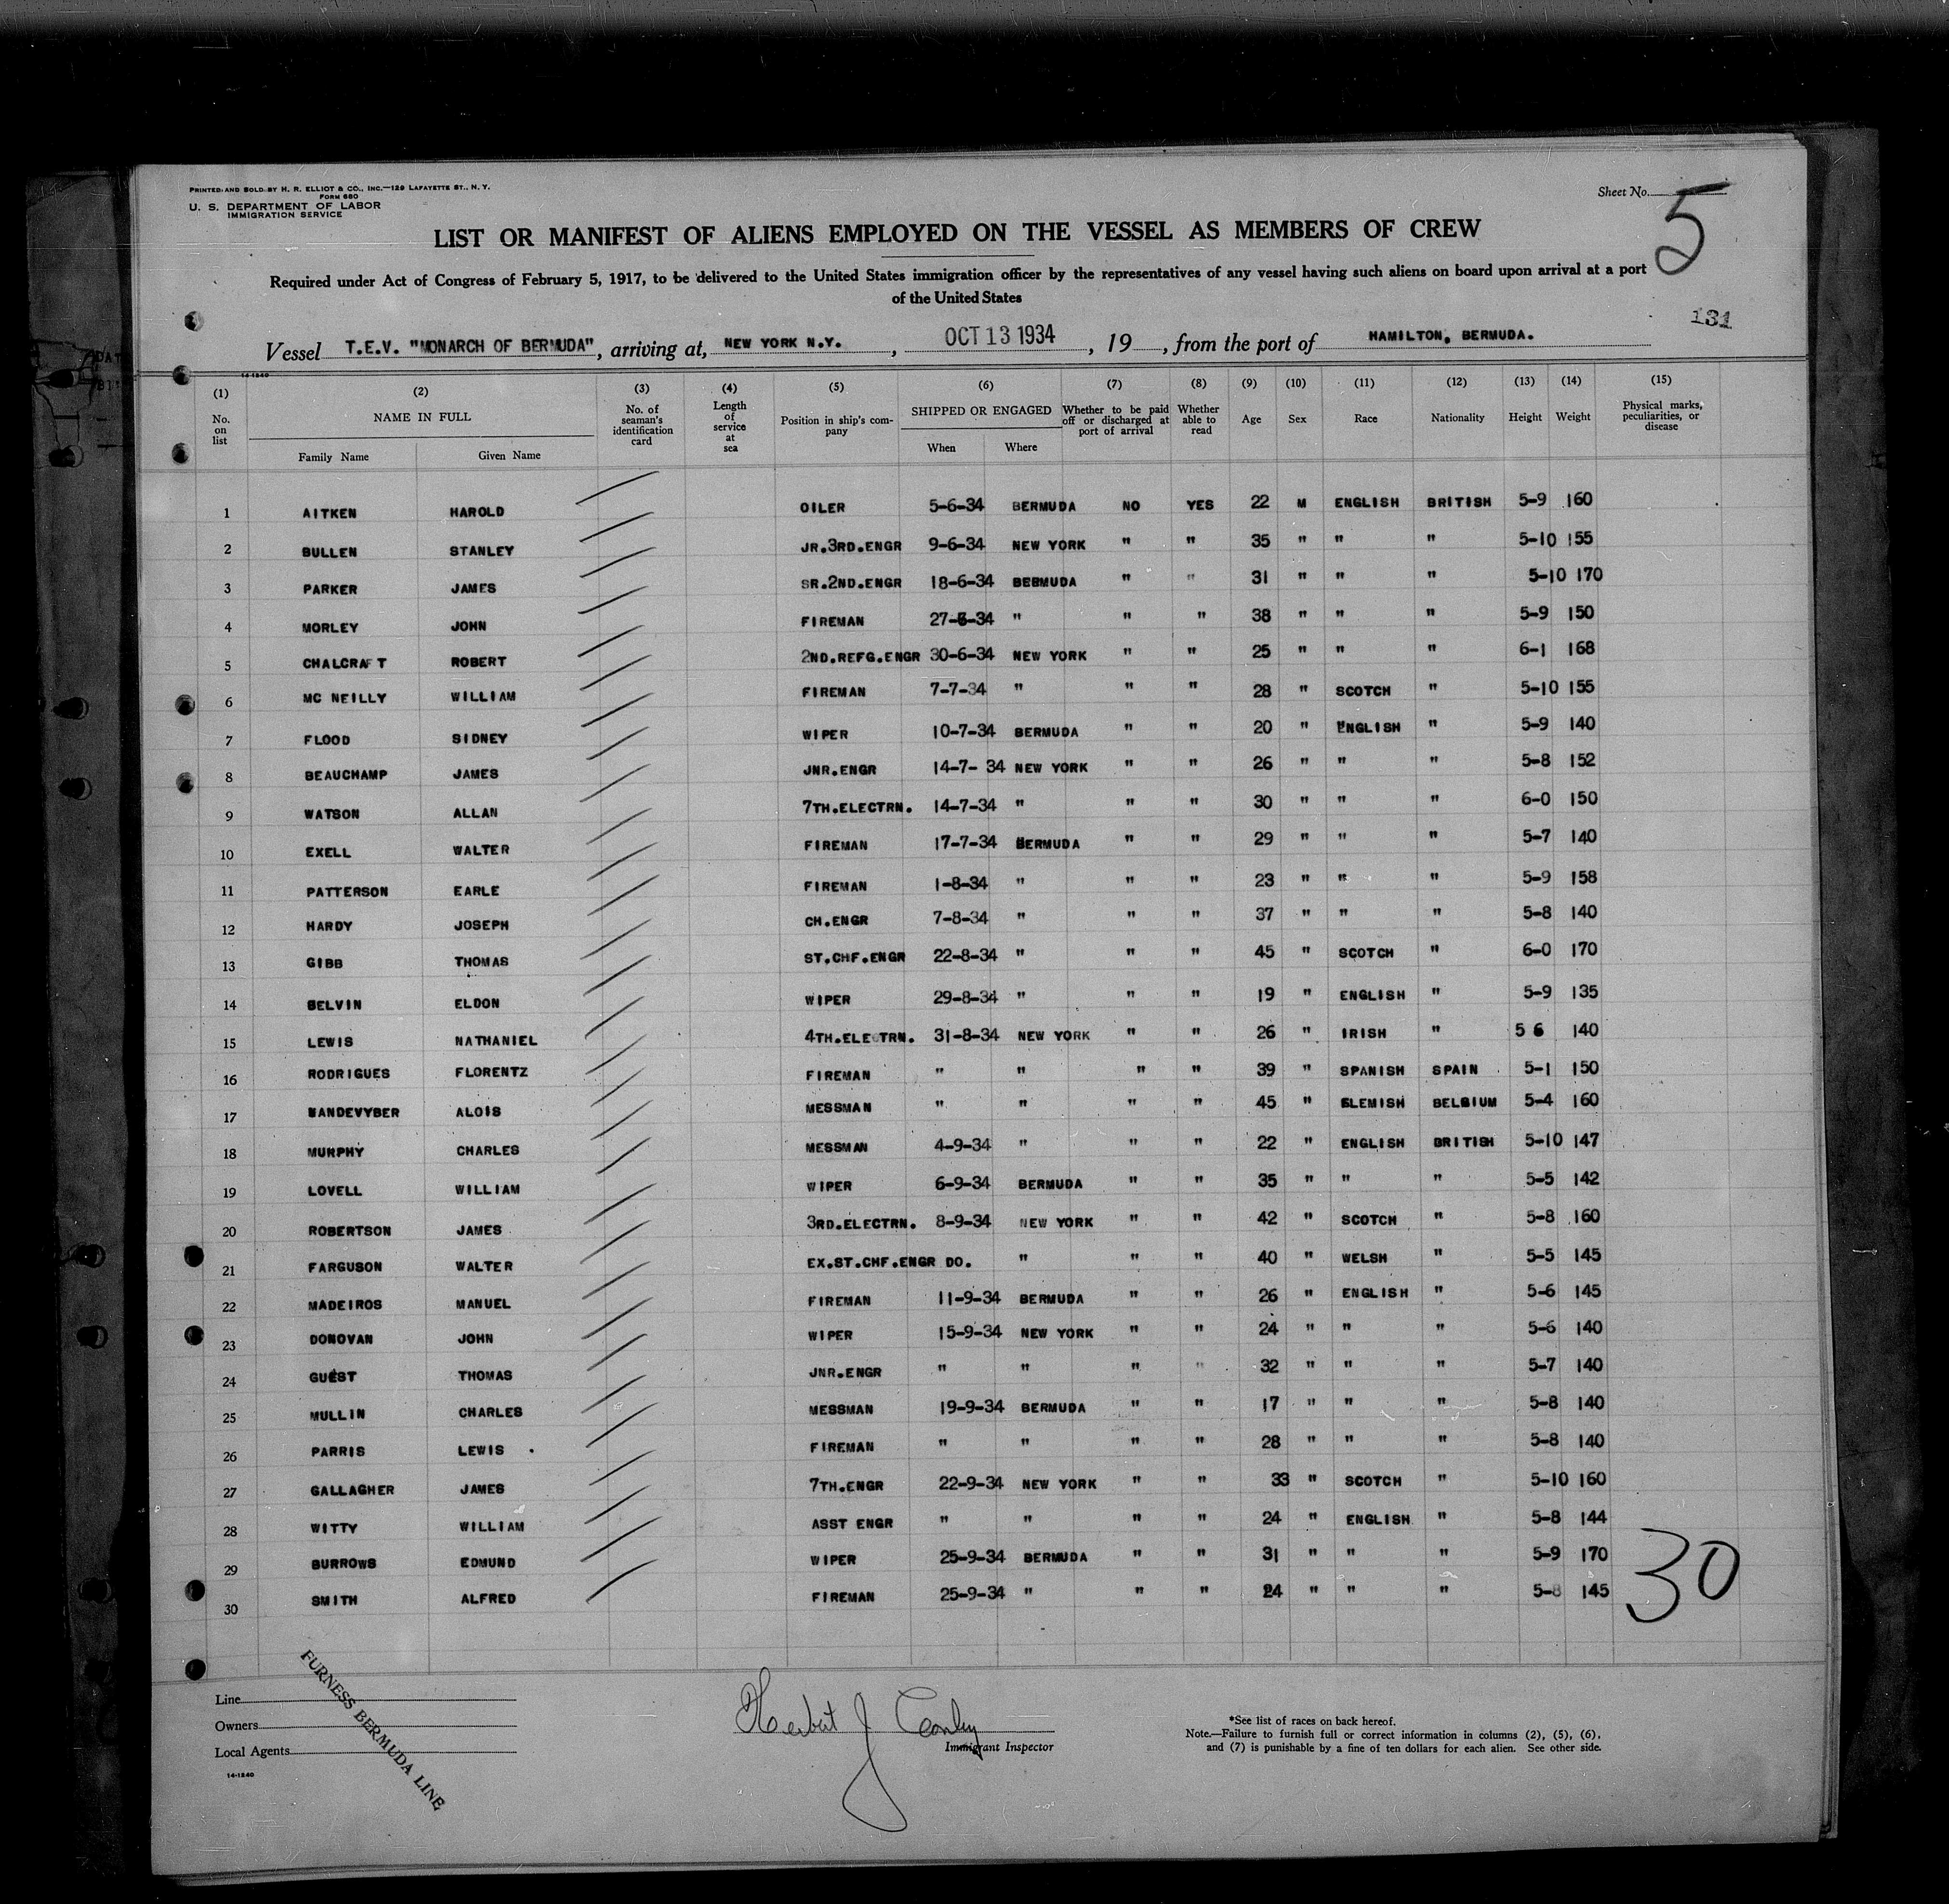 PRINTED AND SOLD BY H. R. ELLIOT & CO., INC.—129 LAFAYETTE ST., N. Y.
FORM 680
U. S. DEPARTMENT OF LABOR
IMMIGRATION SERVICE
Sheet No. 5
LIST OR MANIFEST OF ALIENS EMPLOYED ON THE VESSEL AS MEMBERS OF CREW
Required under Act of Congress of February 5, 1917, to be delivered to the United States immigration officer by the representatives of any vessel having such aliens on board upon arrival at a port
of the United States
131
Vessel T.E.V. "MONARCH OF BERMUDA", arriving at, NEW YORK N.Y., OCT 13 1934, 19 , from the port of HAMILTON, BERMUDA.
14-1240
(1) (2) (3) (4) (5) (6) (7) (8) (9) (10) (11) (12) (13) (14) (15)
No. on list NAME IN FULL Family Name Given Name No. of seaman's identification card Length of service at sea Position in ship's company SHIPPED OR ENGAGED When Where Whether to be paid off or discharged at port of arrival Whether able to read Age Sex Race Nationality Height Weight Physical marks, peculiarities, or disease
1 AITKEN HAROLD OILER 5-6-34 BERMUDA NO YES 22 M ENGLISH BRITISH 5-9 160
2 BULLEN STANLEY JR.3RD.ENGR 9-6-34 NEW YORK " " 35 " " " 5-10 155
3 PARKER JAMES SR.2ND.ENGR 18-6-34 BERMUDA " " 31 " " " 5-10 170
4 MORLEY JOHN FIREMAN 27-6-34 " " " 38 " " " 5-9 150
5 CHALCRAFT ROBERT 2ND.REFG.ENGR 30-6-34 NEW YORK " " 25 " " " 6-1 168
6 MC NEILLY WILLIAM FIREMAN 7-7-34 " " " 28 " SCOTCH " 5-10 155
7 FLOOD SIDNEY WIPER 10-7-34 BERMUDA " " 20 " ENGLISH " 5-9 140
8 BEAUCHAMP JAMES JNR.ENGR 14-7- 34 NEW YORK " " 26 " " " 5-8 152
9 WATSON ALLAN 7TH.ELECTRN. 14-7-34 " " " 30 " " " 6-0 150
10 EXELL WALTER FIREMAN 17-7-34 BERMUDA " " 29 " " " 5-7 140
11 PATTERSON EARLE FIREMAN 1-8-34 " " " 23 " " " 5-9 158
12 HARDY JOSEPH CH.ENGR 7-8-34 " " " 37 " " " 5-8 140
13 GIBB THOMAS ST.CHF.ENGR 22-8-34 " " " 45 " SCOTCH " 6-0 170
14 BELVIN ELDON WIPER 29-8-34 " " " 19 " ENGLISH " 5-9 135
15 LEWIS NATHANIEL 4TH.ELECTRN. 31-8-34 NEW YORK " " 26 " IRISH " 5 6 140
16 RODRIGUES FLORENTZ FIREMAN " " " " 39 " SPANISH SPAIN 5-1 150
17 VANDEVYBER ALOIS MESSMAN " " " " 45 " FLEMISH BELGIUM 5-4 160
18 MURPHY CHARLES MESSMAN 4-9-34 " " " 22 " ENGLISH BRITISH 5-10 147
19 LOVELL WILLIAM WIPER 6-9-34 BERMUDA " " 35 " " " 5-5 142
20 ROBERTSON JAMES 3RD.ELECTRN. 8-9-34 NEW YORK " " 42 " SCOTCH " 5-8 160
21 FARGUSON WALTER EX.ST.CHF.ENGR DO. " " " 40 " WELSH " 5-5 145
22 MADEIROS MANUEL FIREMAN 11-9-34 BERMUDA " " 26 " ENGLISH " 5-6 145
23 DONOVAN JOHN WIPER 15-9-34 NEW YORK " " 24 " " " 5-6 140
24 GUEST THOMAS JNR.ENGR " " " " 32 " " " 5-7 140
25 MULLIN CHARLES MESSMAN 19-9-34 BERMUDA " " 17 " " " 5-8 140
26 PARRIS LEWIS . FIREMAN " " " " 28 " " " 5-8 140
27 GALLAGHER JAMES 7TH.ENGR 22-9-34 NEW YORK " " 33 " SCOTCH " 5-10 160
28 WITTY WILLIAM ASST ENGR " " " " 24 " ENGLISH " 5-8 144
29 BURROWS EDMUND WIPER 25-9-34 BERMUDA " " 31 " " " 5-9 170
30 SMITH ALFRED FIREMAN 25-9-34 " " " 24 " " " 5-8 145
30
Line
Owners
Local Agents
14-1240
FURNESS BERMUDA LINE
Herbert J Conley
Immigrant Inspector
*See list of races on back hereof.
Note.—Failure to furnish full or correct information in columns (2), (5), (6),
and (7) is punishable by a fine of ten dollars for each alien. See other side.